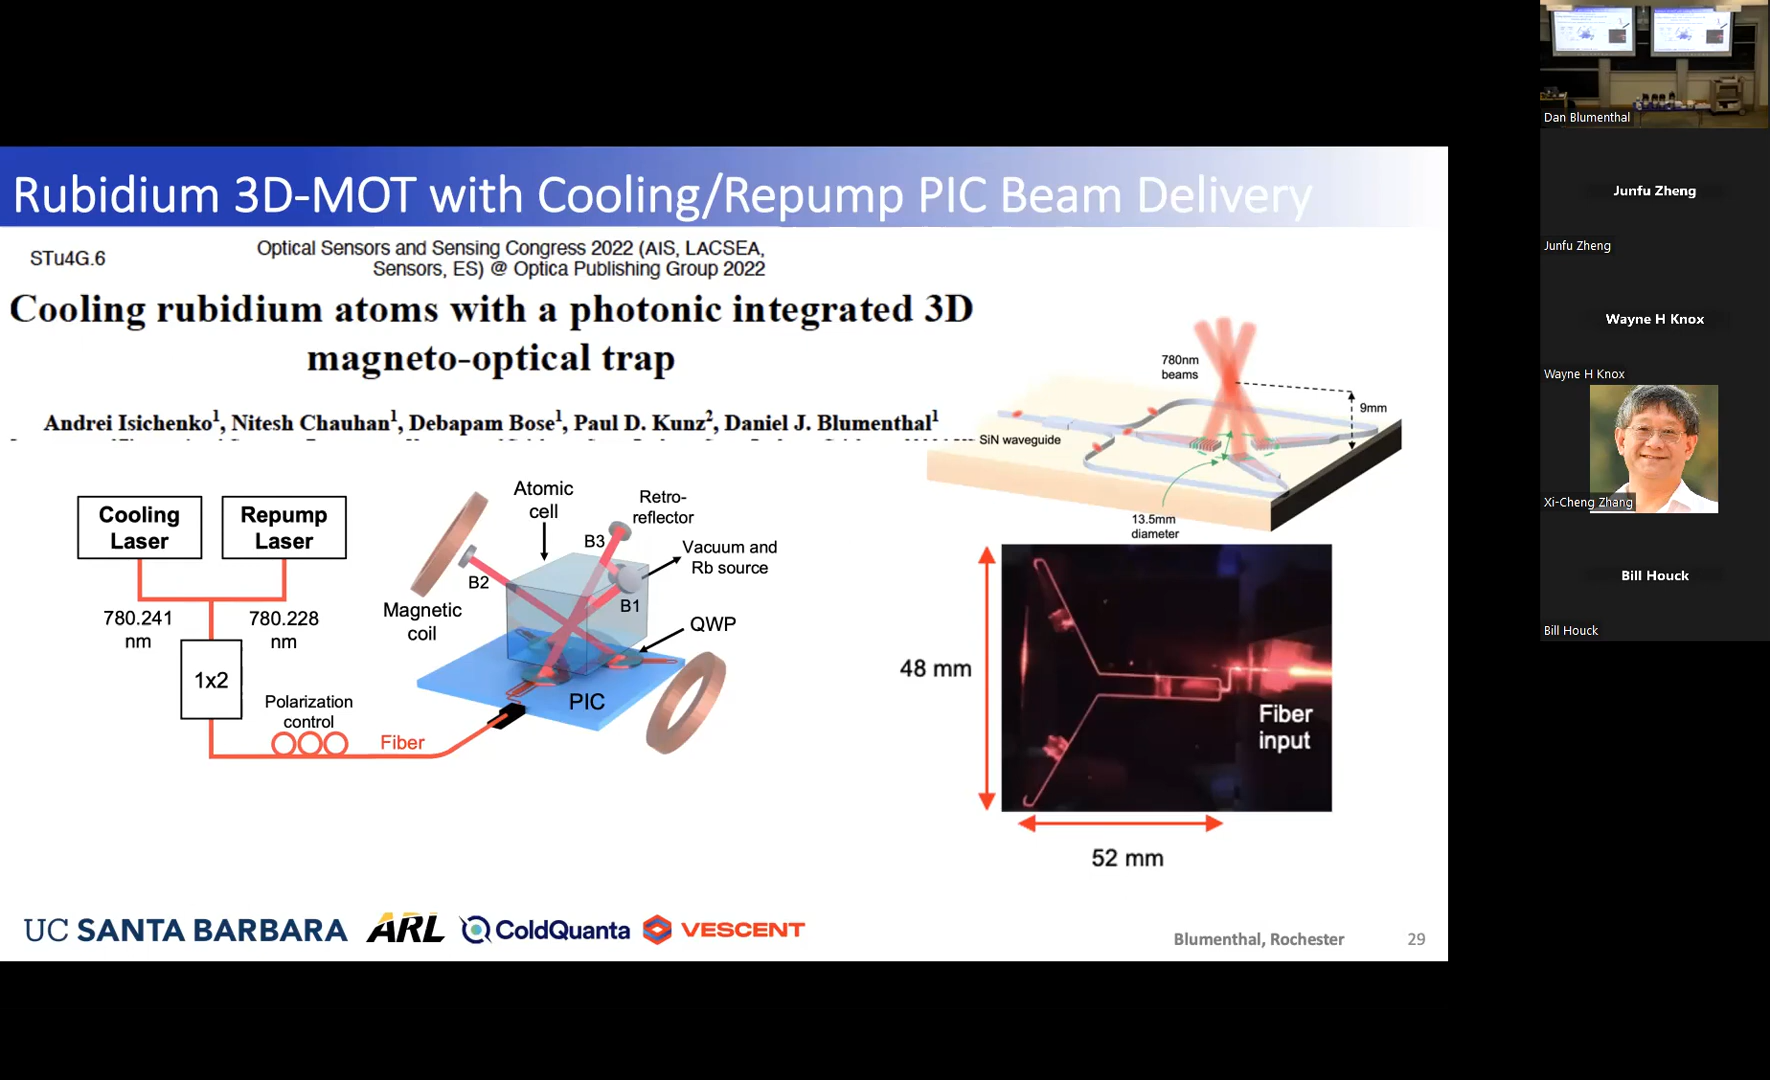 Rubidium 3D-MOT with Cooling/Repump PIC Beam Delivery
STu4G.6
Optical Sensors and Sensing Congress 2022 (AIS, LACSEA,
Sensors, ES) @ Optica Publishing Group 2022
Cooling rubidium atoms with a photonic integrated 3D
magneto-optical trap
Andrei Isichenko1, Nitesh Chauhan1, Debapam Bose1, Paul D. Kunz2, Daniel J. Blumenthal1
Cooling
Laser
Repump
Laser
780.241
nm
780.228
nm
1x2
Polarization
control
Fiber
Atomic
cell
Retro-
reflector
B3
Vacuum and
Rb source
B2
B1
Magnetic
coil
QWP
PIC
780nm
beams
9mm
SiN waveguide
13.5mm
diameter
48 mm
Fiber
input
52 mm
UC SANTA BARBARA
ARL
ColdQuanta
VESCENT
Blumenthal, Rochester
29
Dan Blumenthal
Junfu Zheng
Junfu Zheng
Wayne H Knox
Wayne H Knox
Xi-Cheng Zhang
Bill Houck
Bill Houck